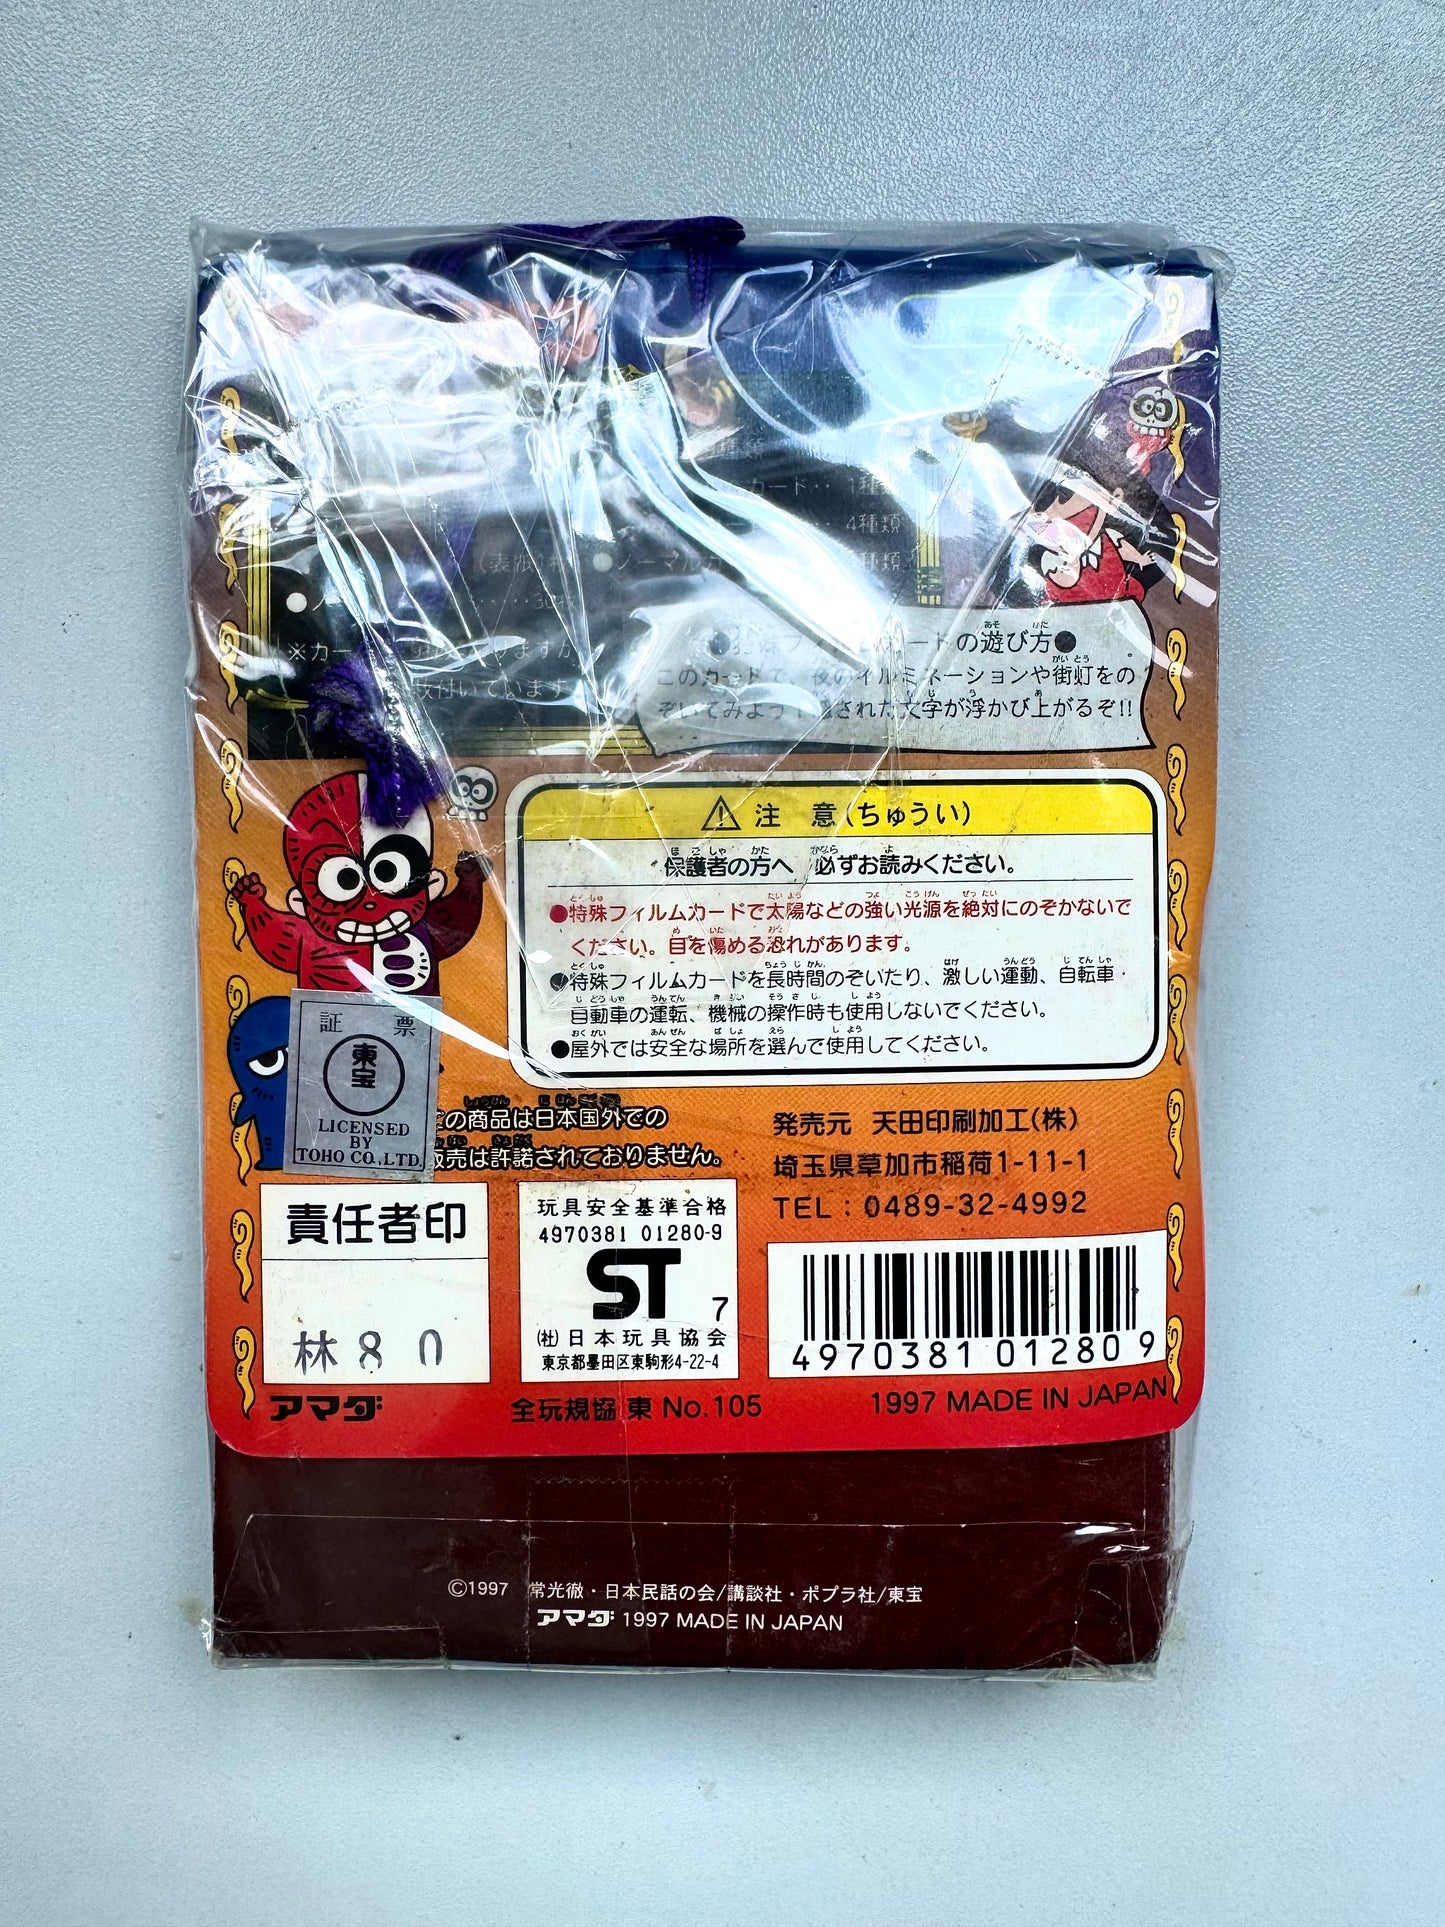 カード‥ 1種類
‥ 4種類
(表紙
●ノーマルカ
種類
※カー
枚付いています
ードの遊び方●
このカードで、夜のイルミネーションや街灯をの
ぞいてみよう!隠された文字が浮かび上がるぞ!!
⚠注 意(ちゅうい)
保護者の方へ 必ずお読みください。
●特殊フィルムカードで太陽などの強い光源を絶対にのぞかないで
ください。目を傷める恐れがあります。
●特殊フィルムカードを長時間のぞいたり、激しい運動、自転車・
自動車の運転、機械の操作時も使用しないでください。
●屋外では安全な場所を選んで使用してください。
証 票
東宝
LICENSED
BY
TOHO CO.,LTD.
の商品は日本国外での
販売は許諾されておりません。
発売元 天田印刷加工(株)
埼玉県草加市稲荷1-11-1
TEL:0489-32-4992
責任者印
林80
玩具安全基準合格
4970381 01280-9
ST 7
(社)日本玩具協会
東京都墨田区東駒形4-22-4
4970381 012809
アマダ
全玩規協 東 No.105
1997 MADE IN JAPAN
©1997 常光徹・日本民話の会/講談社・ポプラ社/東宝
アマダ 1997 MADE IN JAPAN